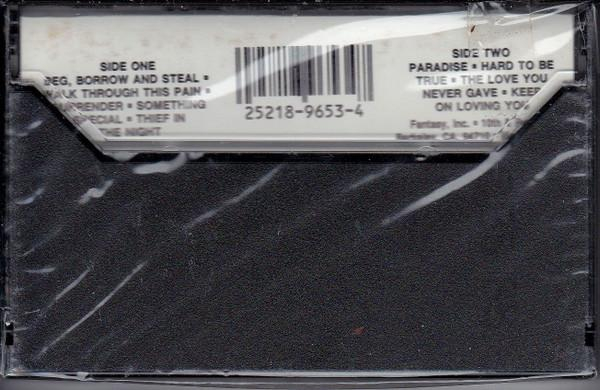 SIDE ONE
BEG, BORROW AND STEAL •
WALK THROUGH THIS PAIN •
SURRENDER • SOMETHING
SPECIAL • THIEF IN
THE NIGHT
25218-9653-4
SIDE TWO
PARADISE • HARD TO BE
TRUE • THE LOVE YOU
NEVER GAVE • KEEP
ON LOVING YOU
Fantasy, Inc. • 10th
Berkeley, CA 94710